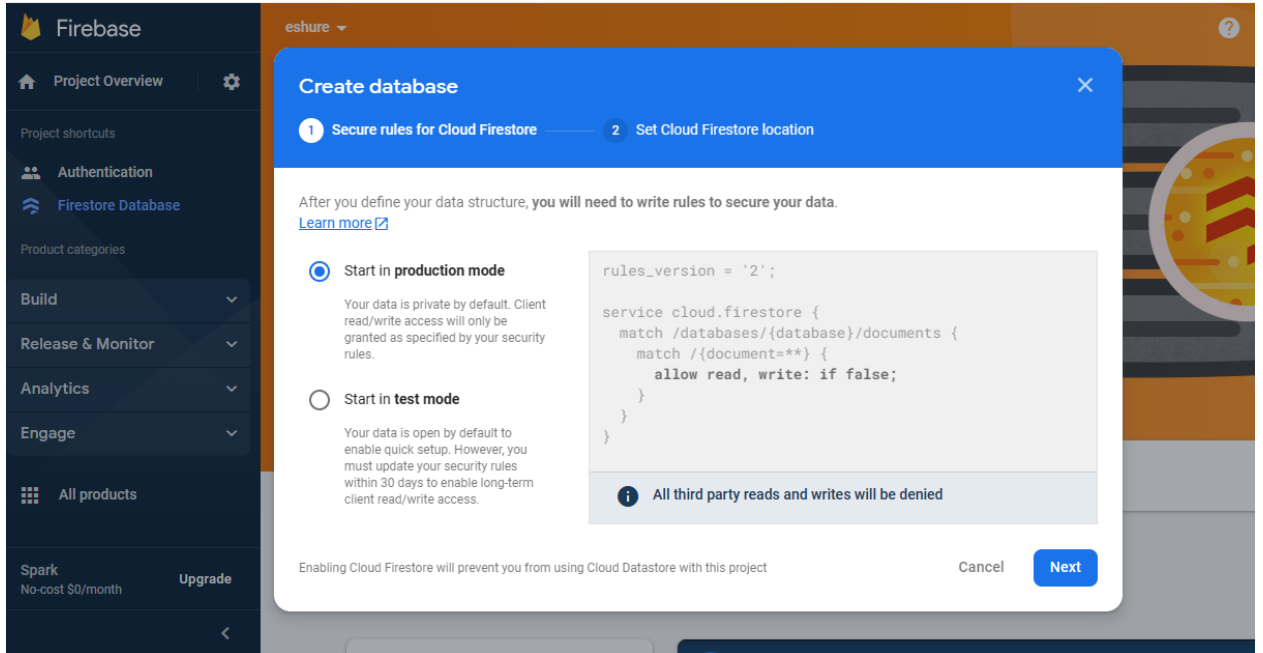 Firebase
eshure
Project Overview
Project shortcuts
Authentication
Firestore Database
Product categories
Build
Release & Monitor
Analytics
Engage
All products
Spark
No-cost $0/month
Upgrade
Create database
1 Secure rules for Cloud Firestore
2 Set Cloud Firestore location
After you define your data structure, you will need to write rules to secure your data.
Learn more
Start in production mode
Your data is private by default. Client
read/write access will only be
granted as specified by your security
rules.
Start in test mode
Your data is open by default to
enable quick setup. However, you
must update your security rules
within 30 days to enable long-term
client read/write access.
rules_version = '2';
service cloud.firestore {
match /databases/{database}/documents {
match /{document=**} {
allow read, write: if false;
}
}
}
All third party reads and writes will be denied
Enabling Cloud Firestore will prevent you from using Cloud Datastore with this project
Cancel
Next